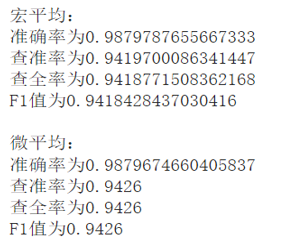 宏平均：
准确率为0.9879787655667333
查准率为0.9419700086341447
查全率为0.9418771508362168
F1值为0.9418428437030416
微平均：
准确率为0.9879674660405837
查准率为0.9426
查全率为0.9426
F1值为0.9426